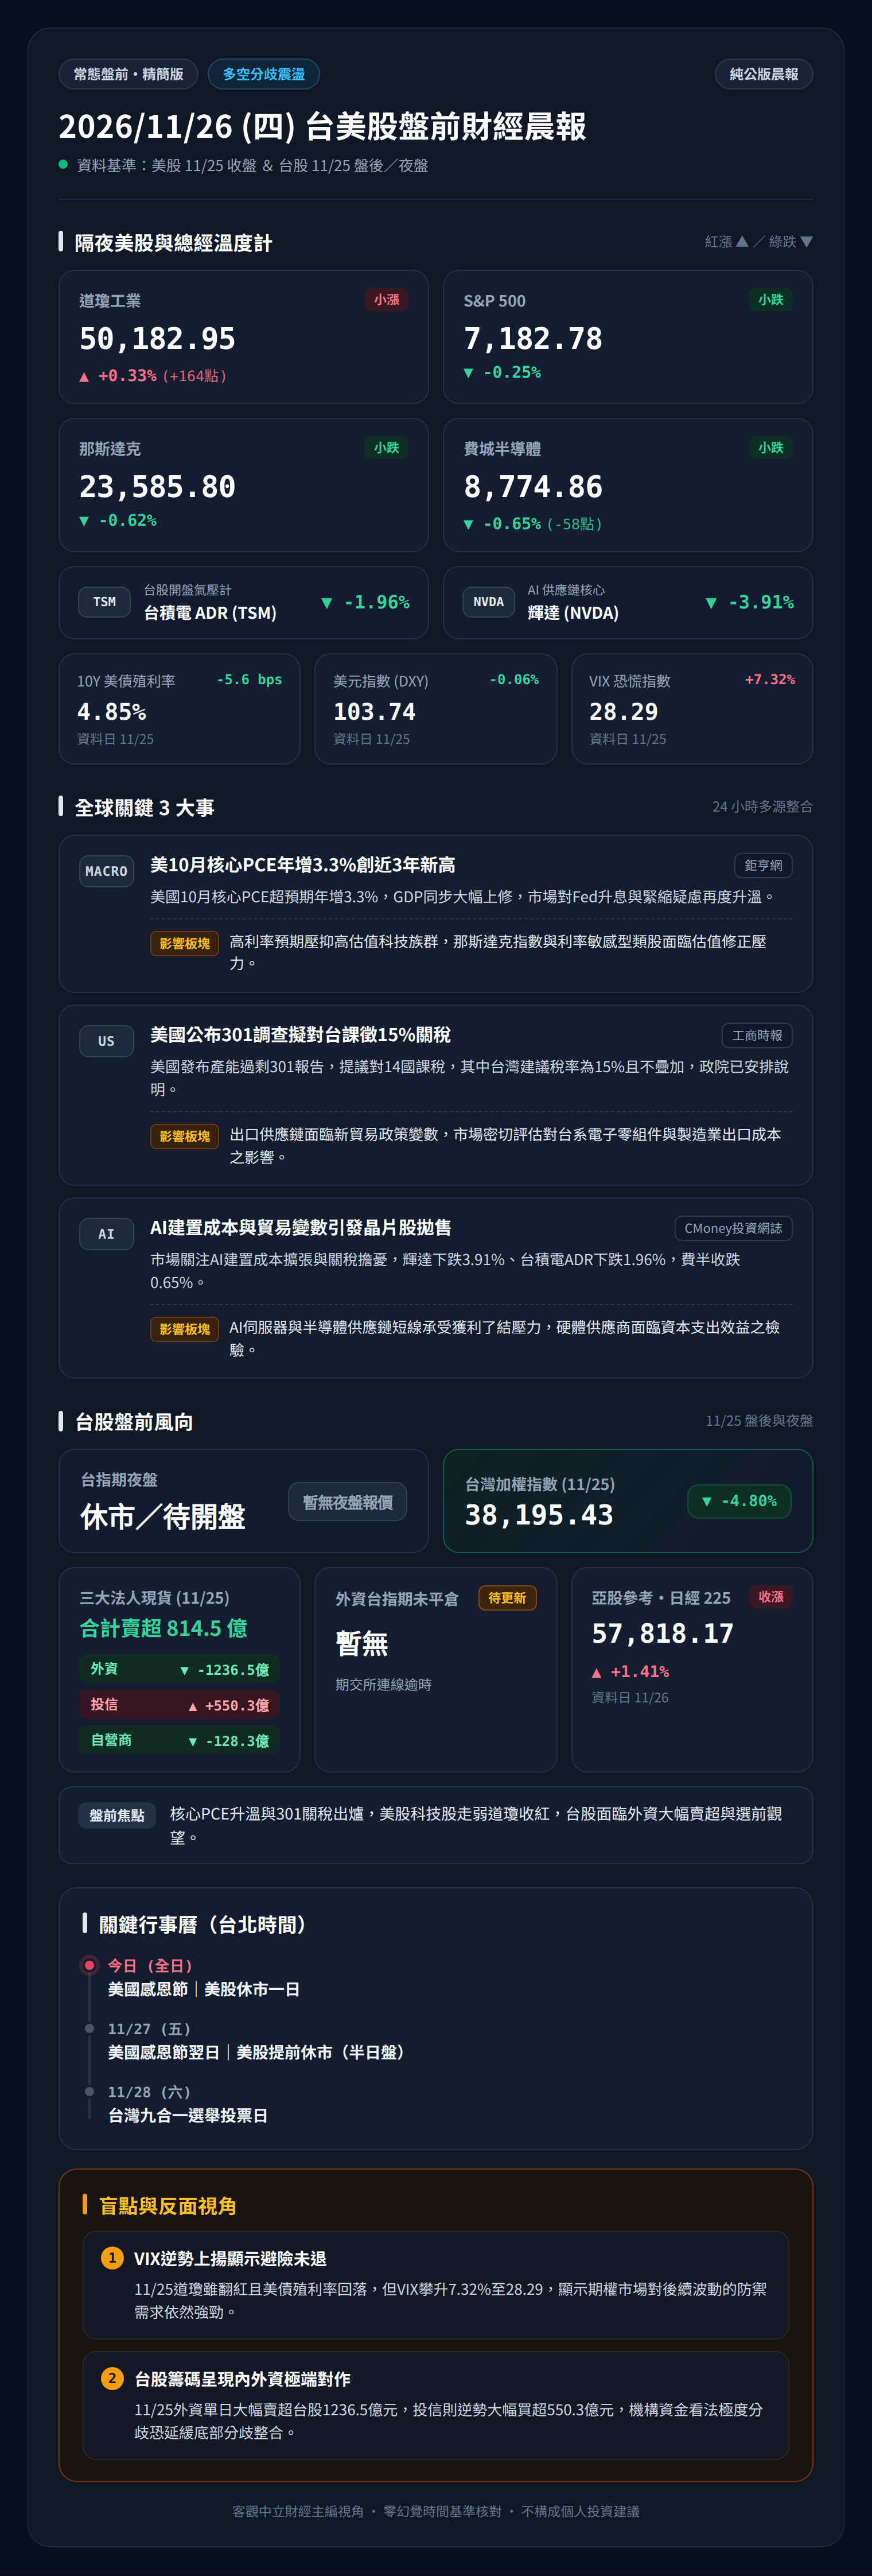 常態盤前・精簡版
多空分歧震盪
純公版晨報
2026/11/26 (四) 台美股盤前財經晨報
資料基準：美股 11/25 收盤 ＆ 台股 11/25 盤後／夜盤
隔夜美股與總經溫度計
紅漲▲／綠跌▼
道瓊工業
小漲
50,182.95
▲ +0.33% (+164點)
S&P 500
小跌
7,182.78
▼ -0.25%
那斯達克
小跌
23,585.80
▼ -0.62%
費城半導體
小跌
8,774.86
▼ -0.65% (-58點)
TSM
台股開盤氣壓計
台積電 ADR (TSM)
▼ -1.96%
NVDA
AI 供應鏈核心
輝達 (NVDA)
▼ -3.91%
10Y 美債殖利率
-5.6 bps
4.85%
資料日 11/25
美元指數 (DXY)
-0.06%
103.74
資料日 11/25
VIX 恐慌指數
+7.32%
28.29
資料日 11/25
全球關鍵 3 大事
24 小時多源整合
MACRO
美10月核心PCE年增3.3%創近3年新高
鉅亨網
美國10月核心PCE超預期年增3.3%，GDP同步大幅上修，市場對Fed升息與緊縮疑慮再度升溫。
影響板塊
高利率預期壓抑高估值科技族群，那斯達克指數與利率敏感型類股面臨估值修正壓
力。
US
美國公布301調查擬對台課徵15%關稅
工商時報
美國發布產能過剩301報告，提議對14國課稅，其中台灣建議稅率為15%且不疊加，政院已安排說
明。
影響板塊
出口供應鏈面臨新貿易政策變數，市場密切評估對台系電子零組件與製造業出口成本
之影響。
AI
AI建置成本與貿易變數引發晶片股拋售
CMoney投資網誌
市場關注AI建置成本擴張與關稅擔憂，輝達下跌3.91%、台積電ADR下跌1.96%，費半收跌
0.65%。
影響板塊
AI伺服器與半導體供應鏈短線承受獲利了結壓力，硬體供應商面臨資本支出效益之檢
驗。
台股盤前風向
11/25 盤後與夜盤
台指期夜盤
休市／待開盤
暫無夜盤報價
台灣加權指數 (11/25)
38,195.43
▼ -4.80%
三大法人現貨 (11/25)
合計賣超 814.5 億
外資
▼ -1236.5億
投信
▲ +550.3億
自營商
▼ -128.3億
外資台指期未平倉
待更新
暫無
期交所連線逾時
亞股參考・日經 225
收漲
57,818.17
▲ +1.41%
資料日 11/26
盤前焦點
核心PCE升溫與301關稅出爐，美股科技股走弱道瓊收紅，台股面臨外資大幅賣超與選前觀
望。
關鍵行事曆（台北時間）
今日 (全日)
美國感恩節｜美股休市一日
11/27 (五)
美國感恩節翌日｜美股提前休市（半日盤）
11/28 (六)
台灣九合一選舉投票日
盲點與反面視角
1
VIX逆勢上揚顯示避險未退
11/25道瓊雖翻紅且美債殖利率回落，但VIX攀升7.32%至28.29，顯示期權市場對後續波動的防禦
需求依然強勁。
2
台股籌碼呈現內外資極端對作
11/25外資單日大幅賣超台股1236.5億元，投信則逆勢大幅買超550.3億元，機構資金看法極度分
歧恐延緩底部分歧整合。
客觀中立財經主編視角 ・ 零幻覺時間基準核對 ・ 不構成個人投資建議